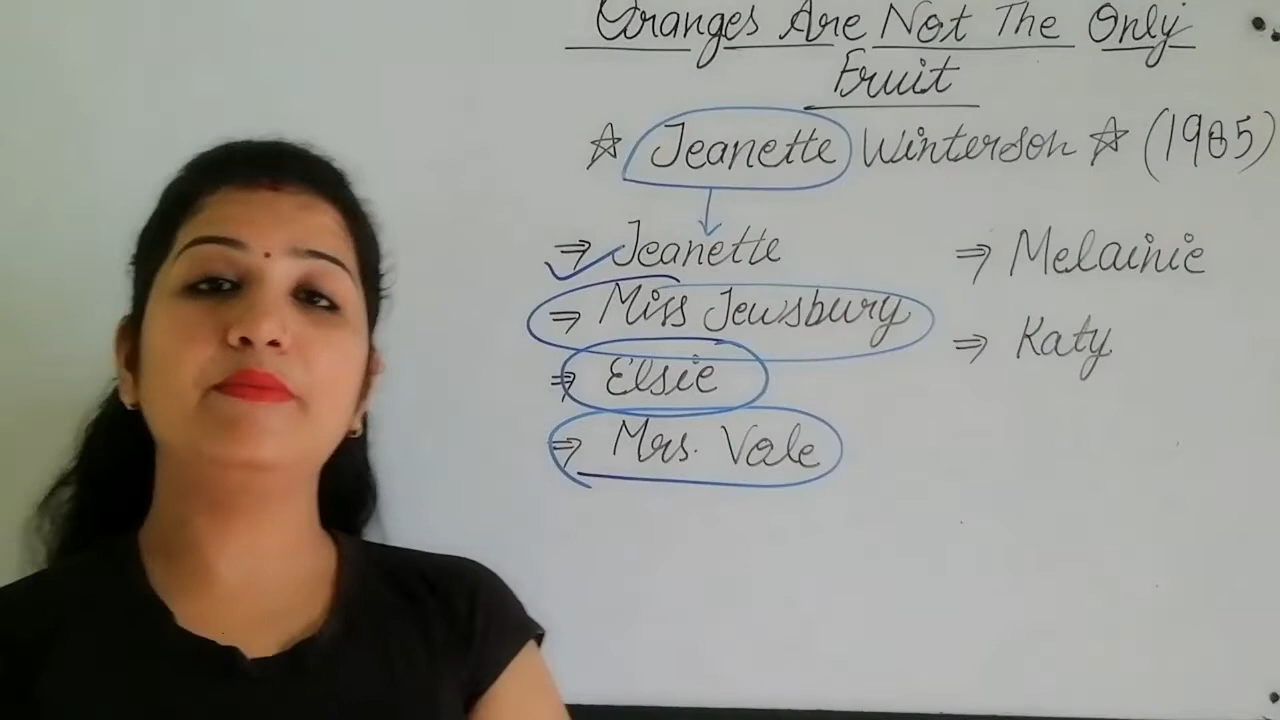 Oranges Are Not The Only
Fruit
☆ Jeanette Winterson ☆ (1985)
⇒ Jeanette
⇒ Miss Jewsbury
⇒ Elsie
⇒ Mrs. Vale
⇒ Melainie
⇒ Katy